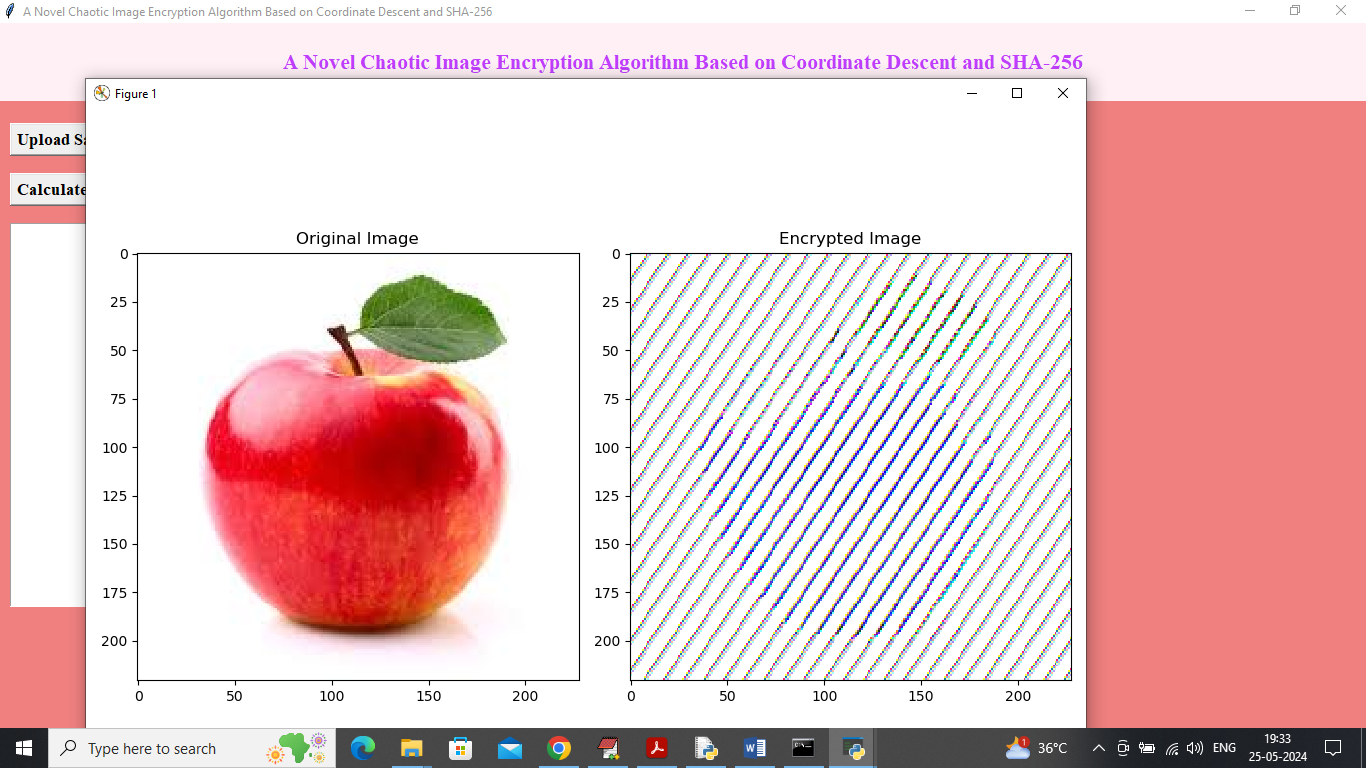 A Novel Chaotic Image Encryption Algorithm Based on Coordinate Descent and SHA-256
A Novel Chaotic Image Encryption Algorithm Based on Coordinate Descent and SHA-256
Figure 1
Upload Sa
Calculate
Original Image
Encrypted Image
0
25
50
75
100
125
150
175
200
0 50 100 150 200
0
25
50
75
100
125
150
175
200
0 50 100 150 200
Type here to search
1
36°C
ENG
19:33
25-05-2024